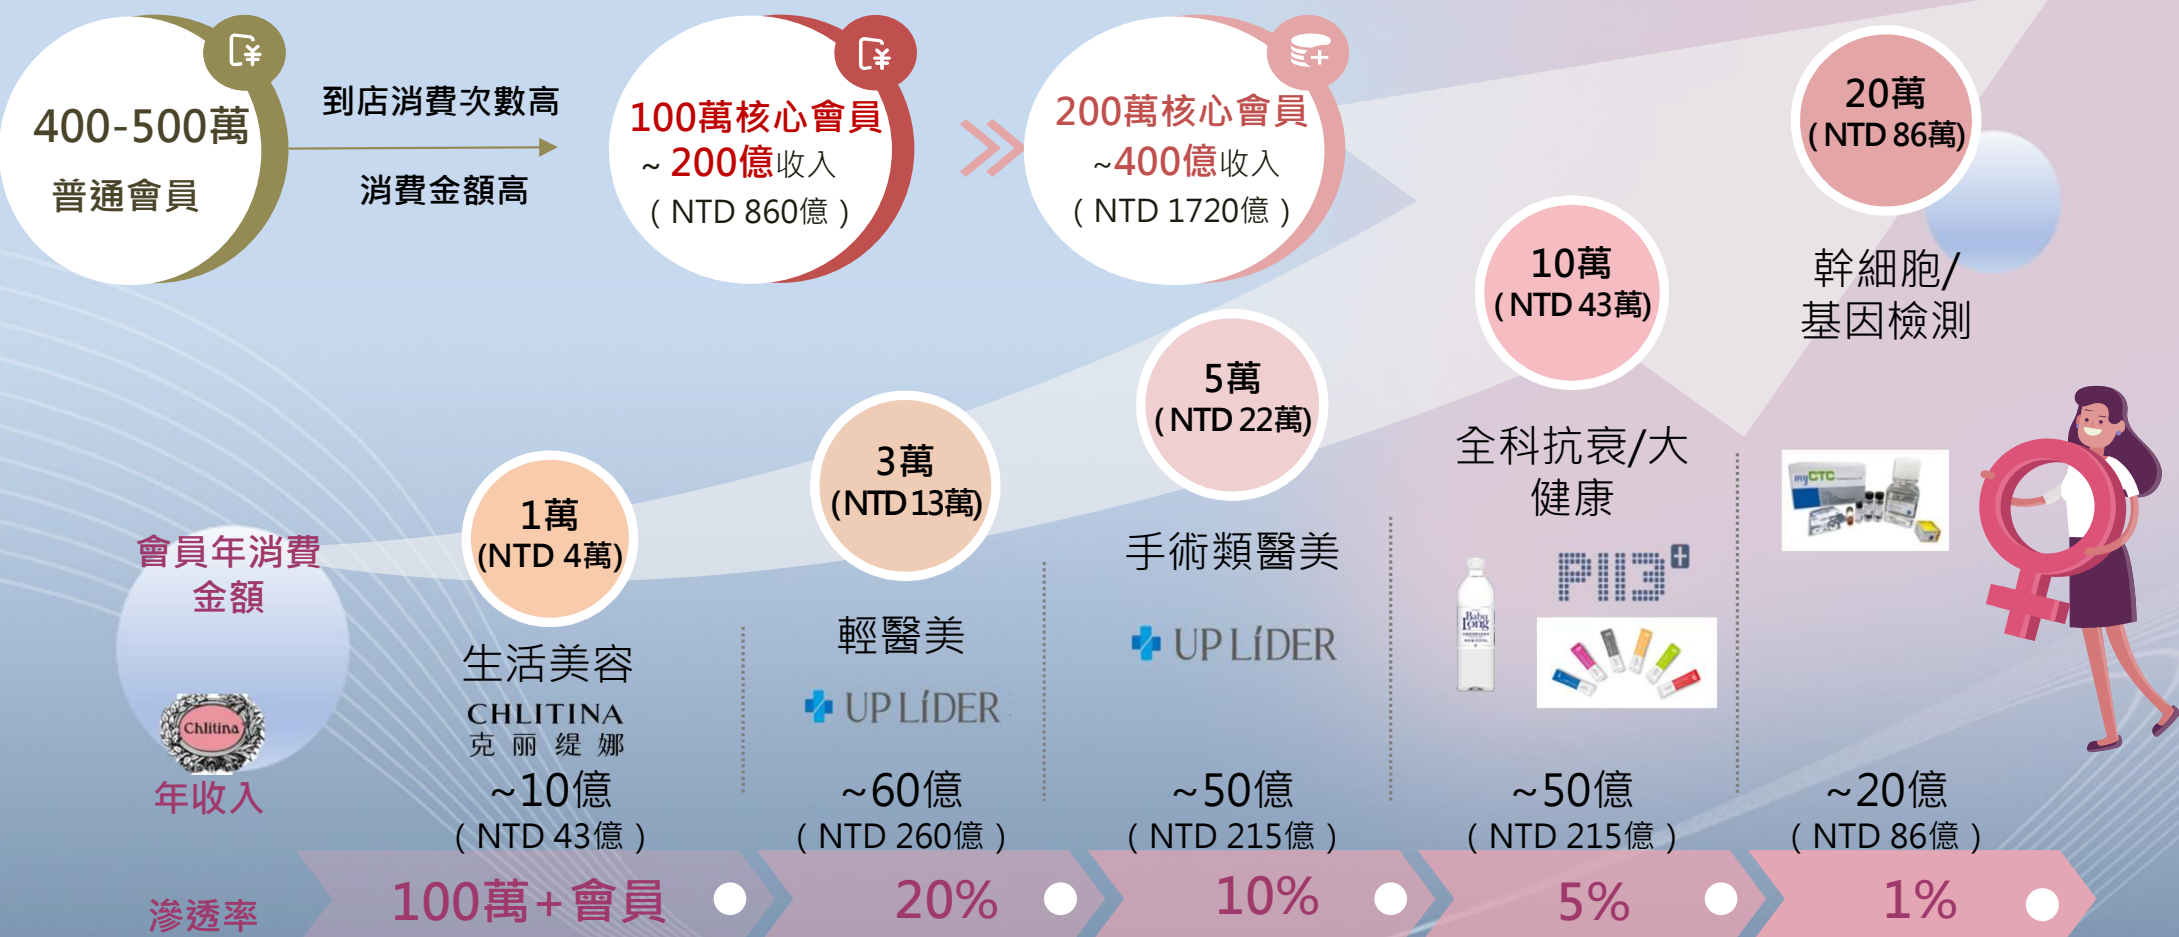 400-500萬
普通會員
到店消費次數高
消費金額高
100萬核心會員
~ 200億收入
( NTD 860億 )
200萬核心會員
~400億收入
( NTD 1720億 )
20萬
( NTD 86萬)
幹細胞/
基因檢測
10萬
( NTD 43萬)
全科抗衰/大
健康
5萬
( NTD 22萬)
手術類醫美
UP LÍDER
3萬
(NTD 13萬)
輕醫美
UP LÍDER
1萬
(NTD 4萬)
生活美容
CHLITINA
克丽缇娜
會員年消費
金額
Chlitina
年收入
myCTC
PII3+
Babu
Long
~10億
( NTD 43億 )
~60億
( NTD 260億 )
~50億
( NTD 215億 )
~50億
( NTD 215億 )
~20億
( NTD 86億 )
滲透率
100萬+會員
20%
10%
5%
1%